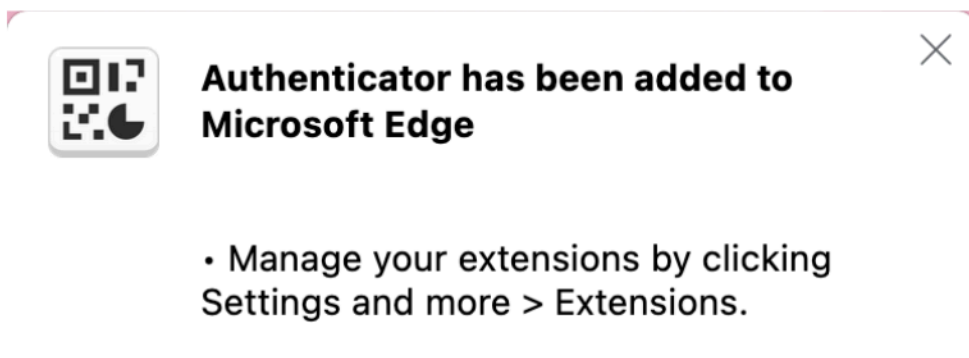 Authenticator has been added to
Microsoft Edge
• Manage your extensions by clicking
Settings and more > Extensions.